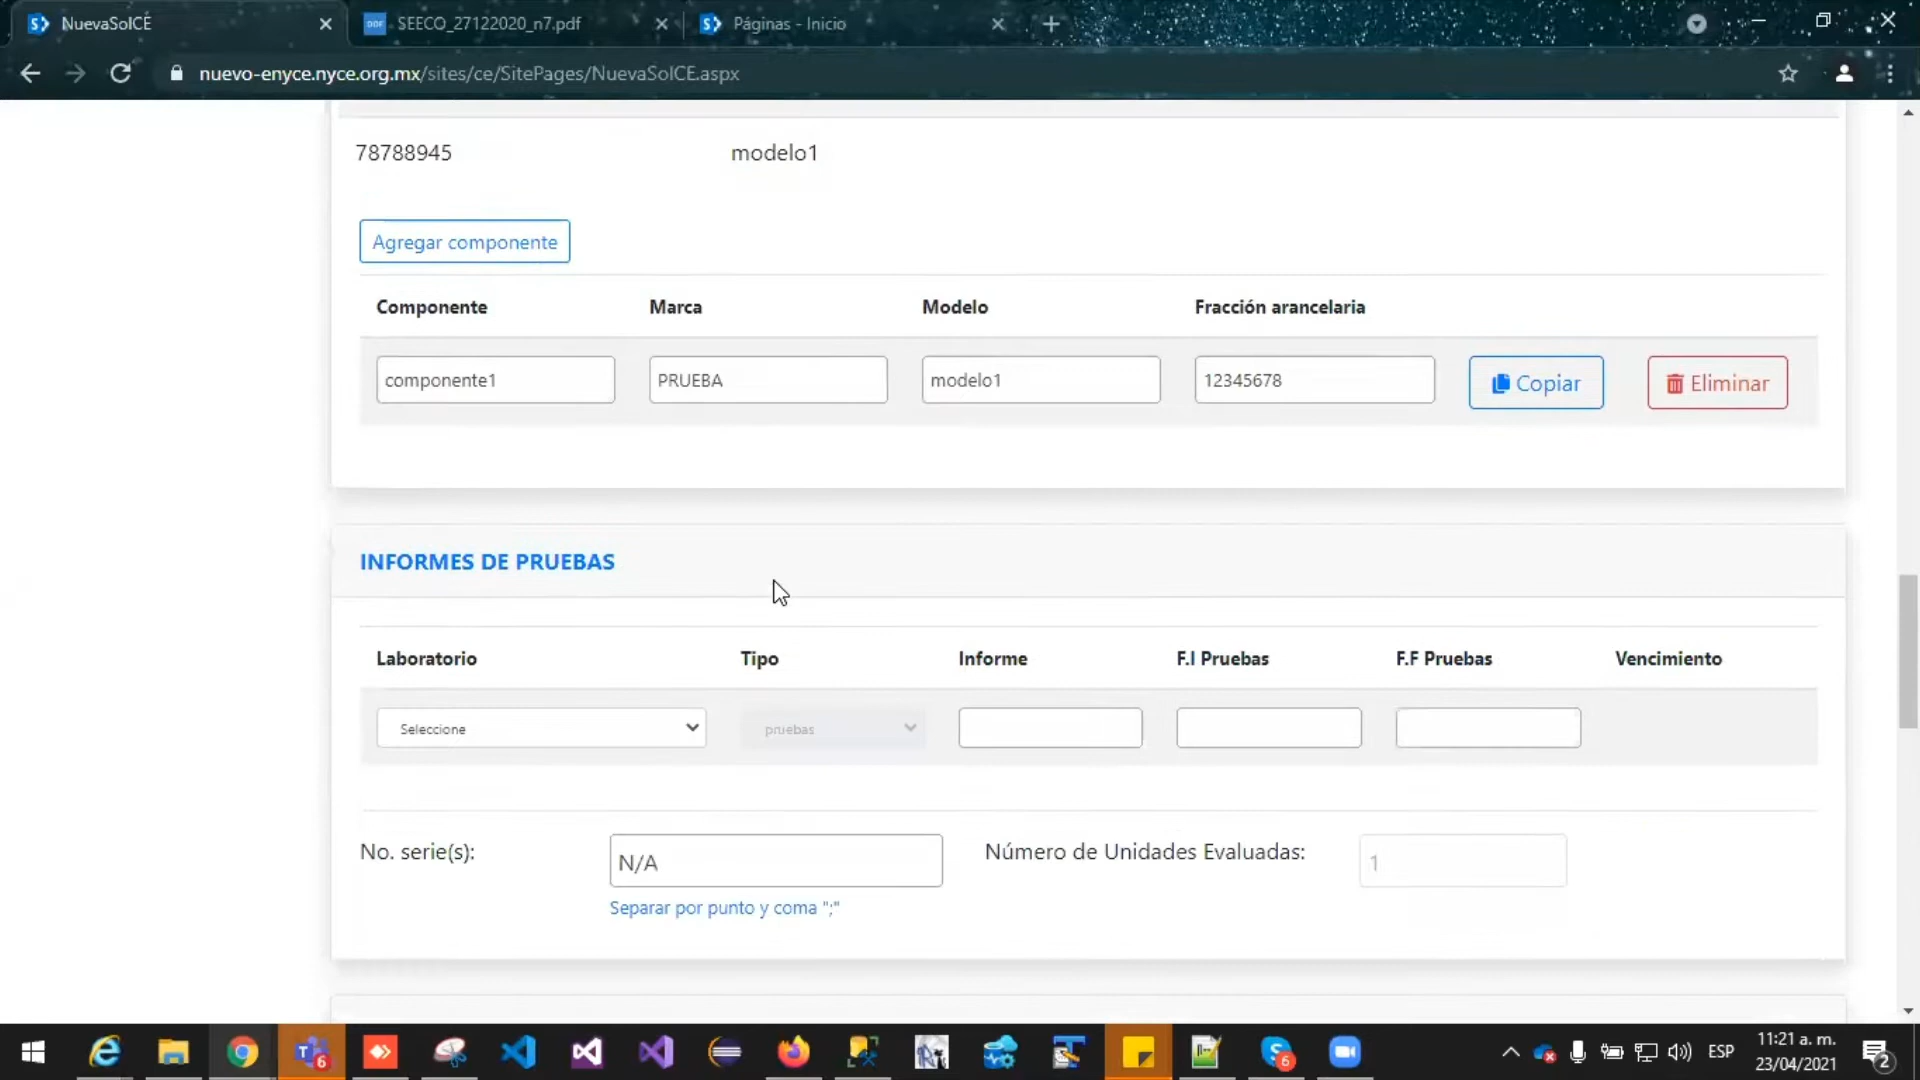 NuevaSolCE
SEECO_27122020_n7.pdf
Páginas - Inicio
nuevo-enyce.nyce.org.mx/sites/ce/SitePages/NuevaSolCE.aspx
78788945 modelo1
Agregar componente
Componente Marca Modelo Fracción arancelaria
componente1 PRUEBA modelo1 12345678 Copiar Eliminar
INFORMES DE PRUEBAS
Laboratorio Tipo Informe F.I Pruebas F.F Pruebas Vencimiento
Seleccione pruebas
No. serie(s): N/A Número de Unidades Evaluadas: 1
Separar por punto y coma ";"
ESP
11:21 a. m.
23/04/2021
6
6
2